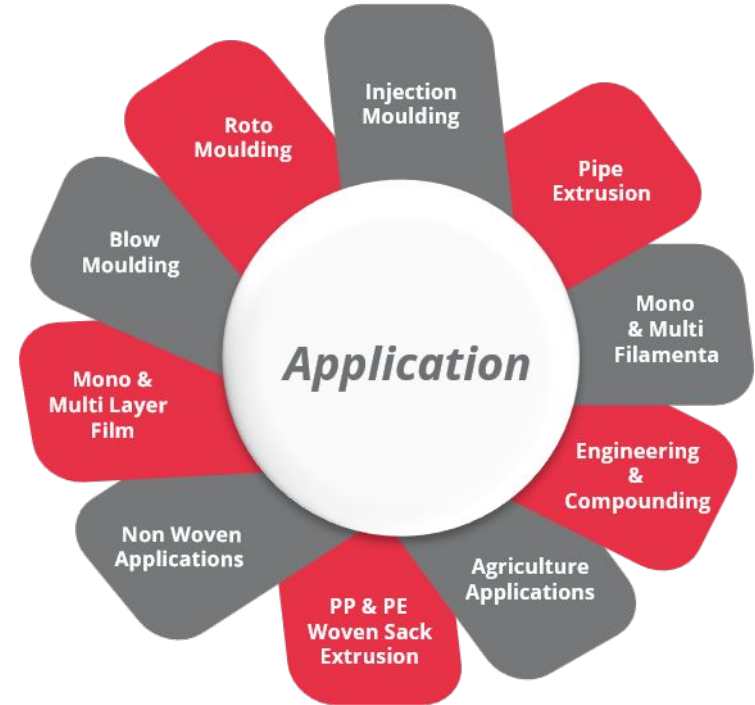 Injection
Moulding
Pipe
Extrusion
Mono
& Multi
Filamenta
Engineering
&
Compounding
Agriculture
Applications
PP & PE
Woven Sack
Extrusion
Non Woven
Applications
Mono &
Multi Layer
Film
Blow
Moulding
Roto
Moulding
Application